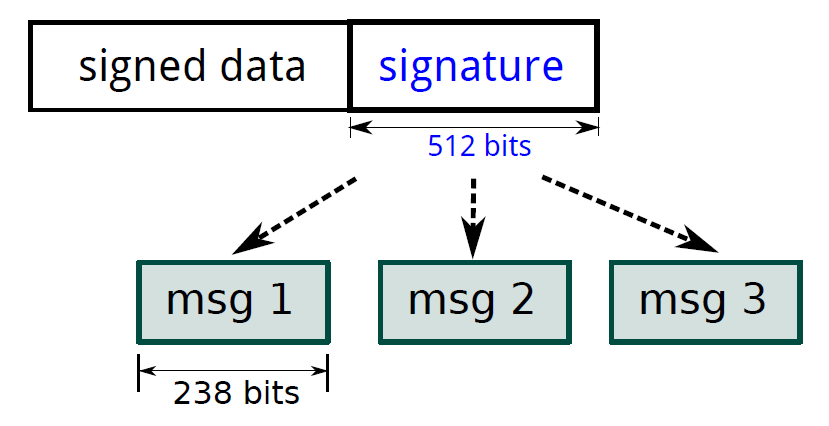 signed data
signature
512 bits
msg 1
msg 2
msg 3
238 bits